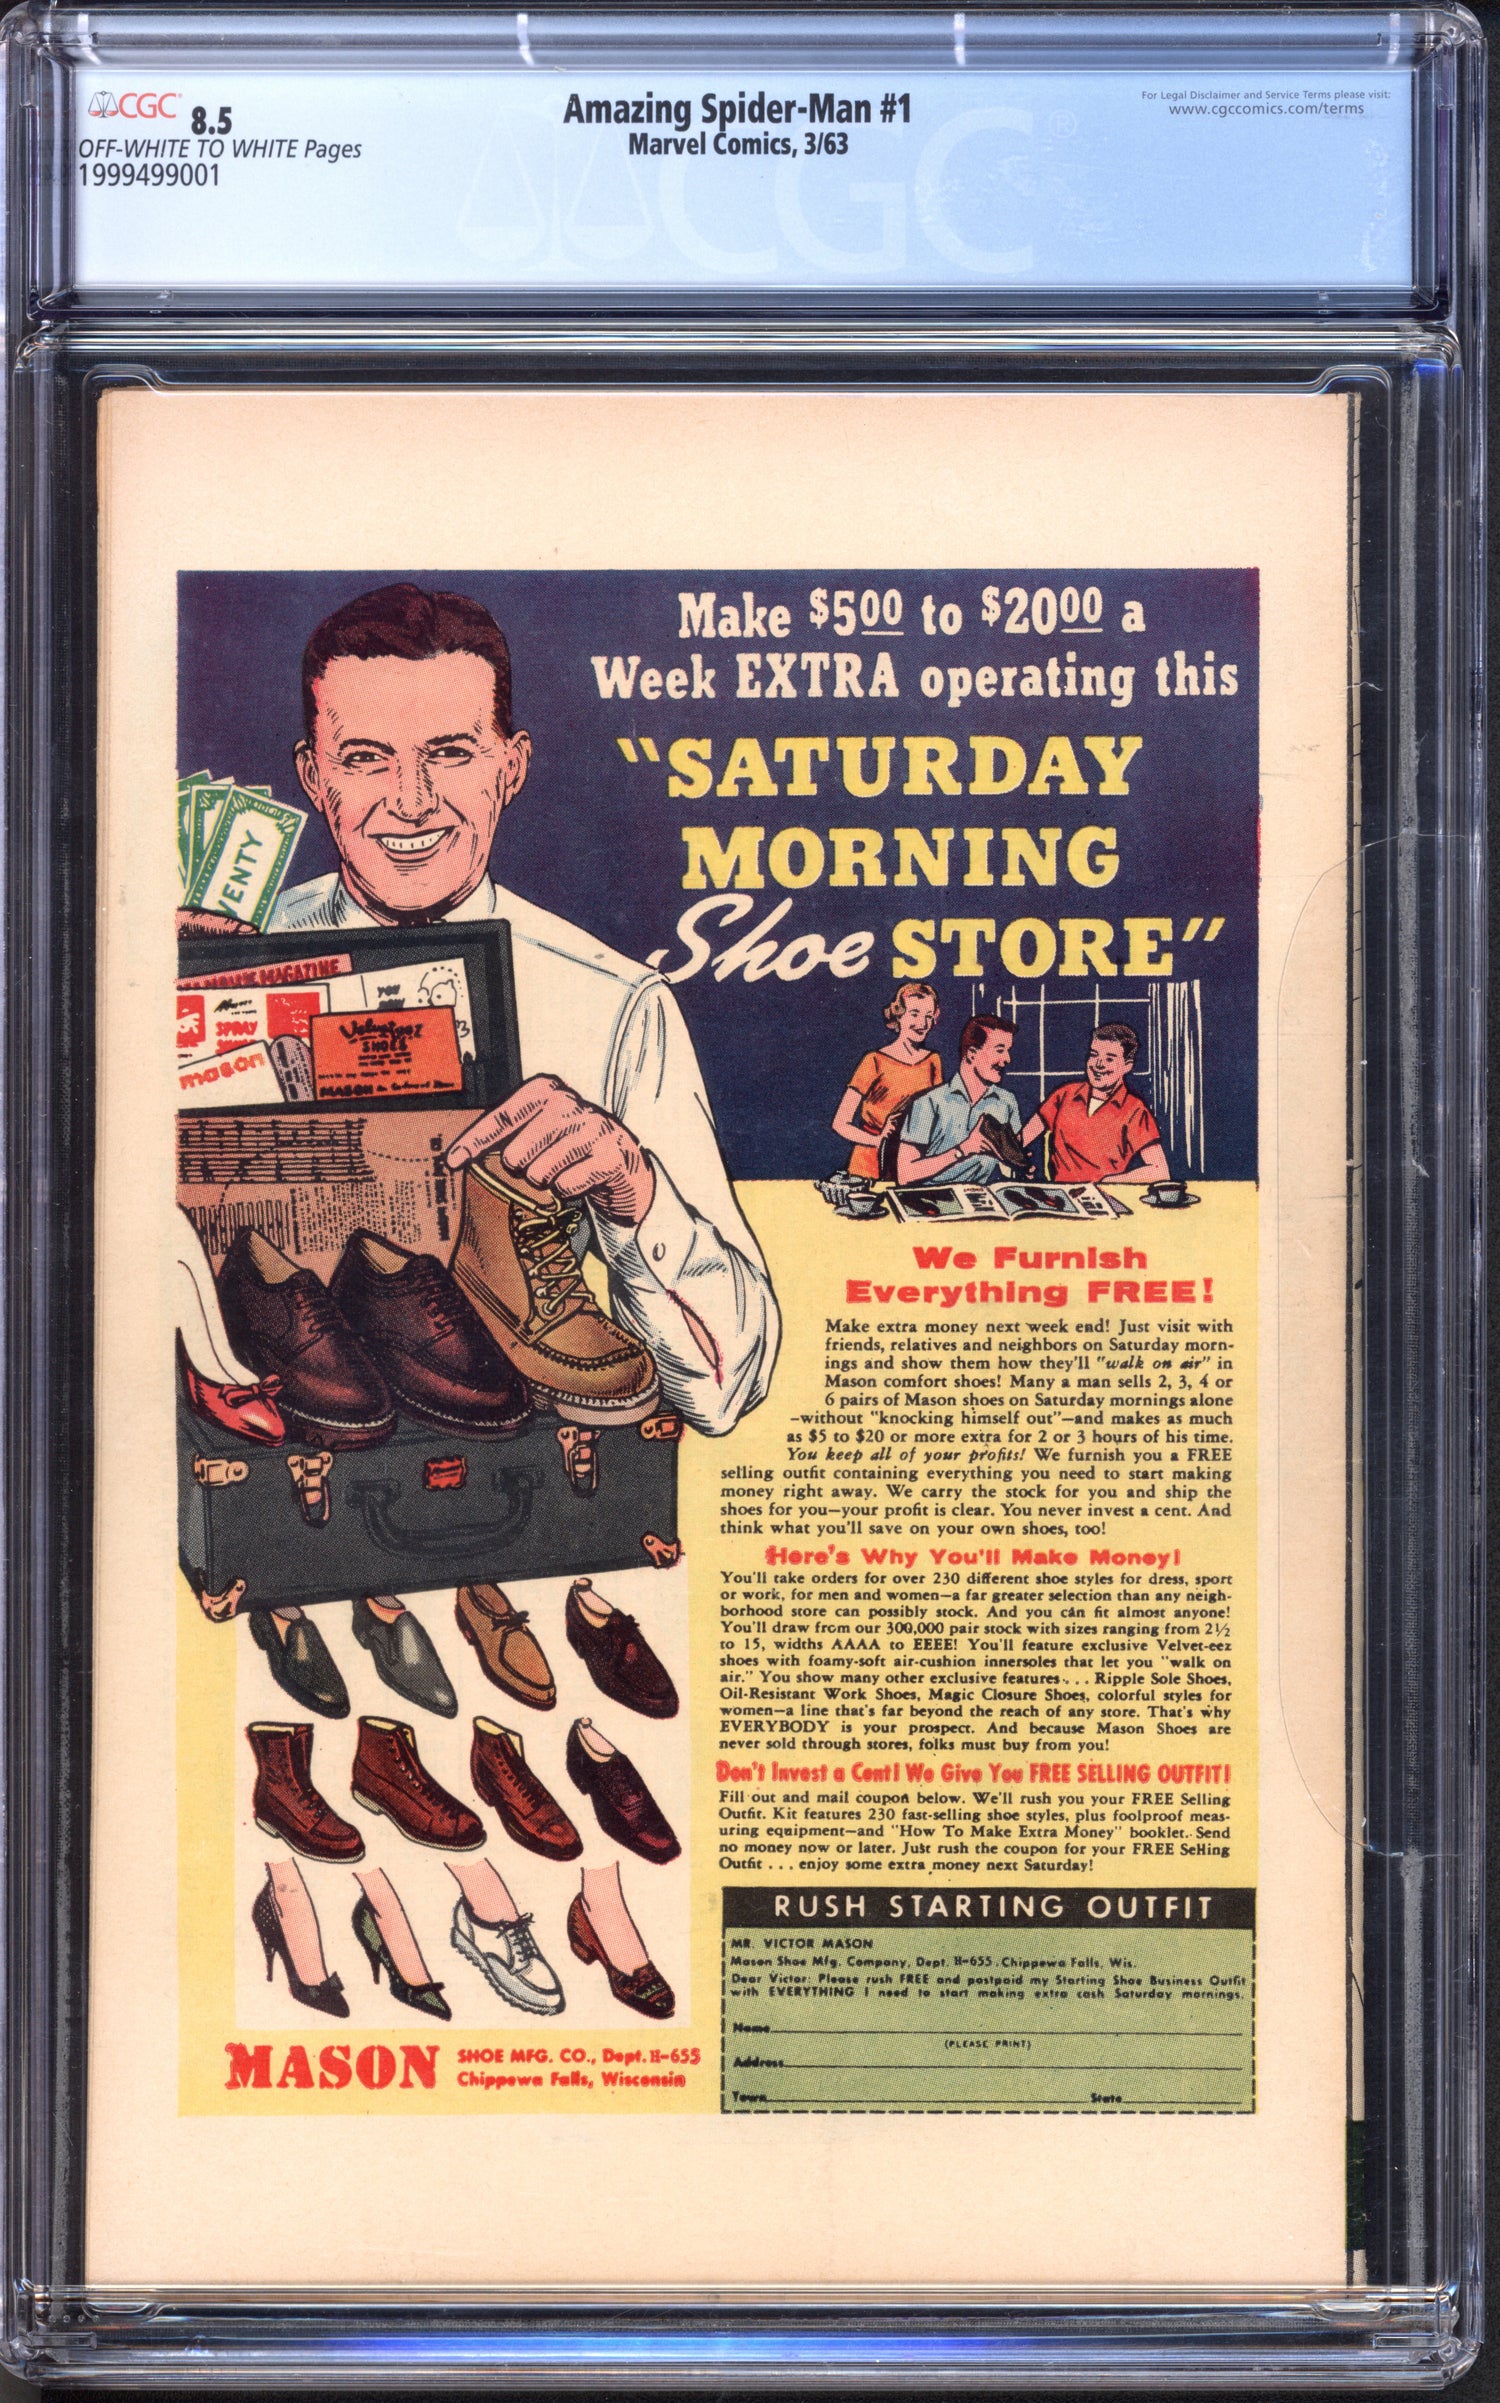 CGC
8.5
OFF-WHITE TO WHITE Pages
1999499001
Amazing Spider-Man #1
Marvel Comics, 3/63
For Legal Disclaimer and Service Terms please visit:
www.cgccomics.com/terms
CGC
Make $5.00 to $20.00 a
Week EXTRA operating this
"SATURDAY
MORNING
Shoe STORE"
MAGAZINE
SPRAY
mason
SHOES
MASON
We Furnish
Everything FREE!
Make extra money next week end! Just visit with
friends, relatives and neighbors on Saturday morn-
ings and show them how they'll "walk on air" in
Mason comfort shoes! Many a man sells 2, 3, 4 or
6 pairs of Mason shoes on Saturday mornings alone
—without "knocking himself out"—and makes as much
as $5 to $20 or more extra for 2 or 3 hours of his time.
You keep all of your profits! We furnish you a FREE
selling outfit containing everything you need to start making
money right away. We carry the stock for you and ship the
shoes for you—your profit is clear. You never invest a cent. And
think what you'll save on your own shoes, too!
Here's Why You'll Make Money!
You'll take orders for over 230 different shoe styles for dress, sport
or work, for men and women—a far greater selection than any neigh-
borhood store can possibly stock. And you can fit almost anyone!
You'll draw from our 300,000 pair stock with sizes ranging from 2½
to 15, widths AAAA to EEEE! You'll feature exclusive Velvet-eez
shoes with foamy-soft air-cushion innersoles that let you "walk on
air." You show many other exclusive features . . . Ripple Sole Shoes,
Oil-Resistant Work Shoes, Magic Closure Shoes, colorful styles for
women—a line that's far beyond the reach of any store. That's why
EVERYBODY is your prospect. And because Mason Shoes are
never sold through stores, folks must buy from you!
Don't Invest a Cent! We Give You FREE SELLING OUTFIT!
Fill out and mail coupon below. We'll rush you your FREE Selling
Outfit. Kit features 230 fast-selling shoe styles, plus foolproof meas-
uring equipment—and "How To Make Extra Money" booklet. Send
no money now or later. Just rush the coupon for your FREE Selling
Outfit . . . enjoy some extra money next Saturday!
RUSH STARTING OUTFIT
MR. VICTOR MASON
Mason Shoe Mfg. Company, Dept. H-655, Chippewa Falls, Wis.
Dear Victor: Please rush FREE and postpaid my Starting Shoe Business Outfit
with EVERYTHING I need to start making extra cash Saturday mornings.
Name
(PLEASE PRINT)
Address
Town State
MASON SHOE MFG. CO., Dept. H-655
Chippewa Falls, Wisconsin